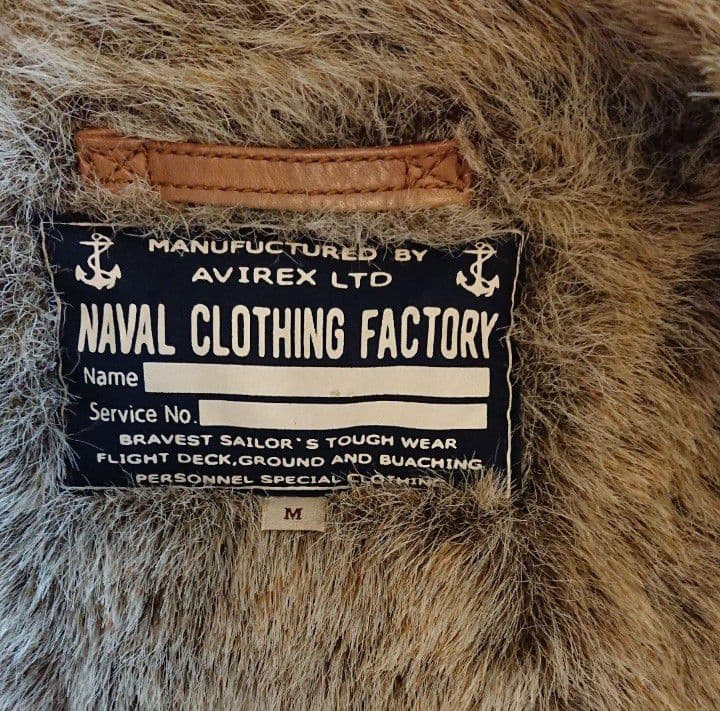 MANUFUCTURED BY
AVIREX LTD
NAVAL CLOTHING FACTORY
Name
Service No.
BRAVEST SAILOR'S TOUGH WEAR
FLIGHT DECK,GROUND AND BUACHING
PERSONNEL SPECIAL CLOTHING
M